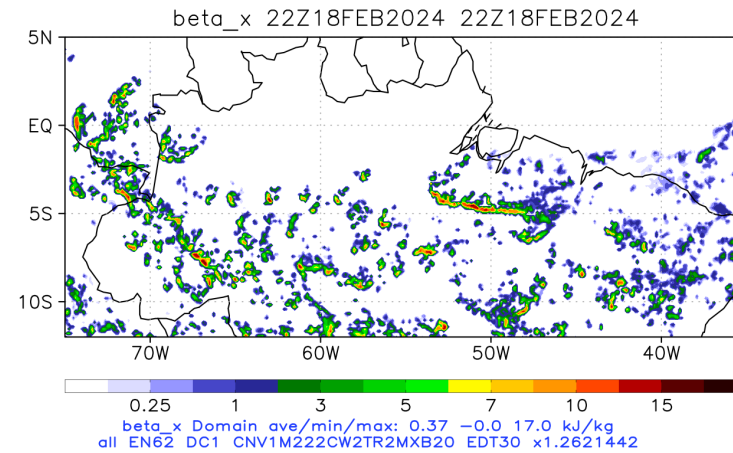 beta_x 22Z18FEB2024 22Z18FEB2024
5N
EQ
5S
10S
70W 60W 50W 40W
0.25 1 3 5 7 10 15
beta_x Domain ave/min/max: 0.37 -0.0 17.0 kJ/kg
all EN62 DC1 CNV1M222CW2TR2MXB20 EDT30 x1.2621442